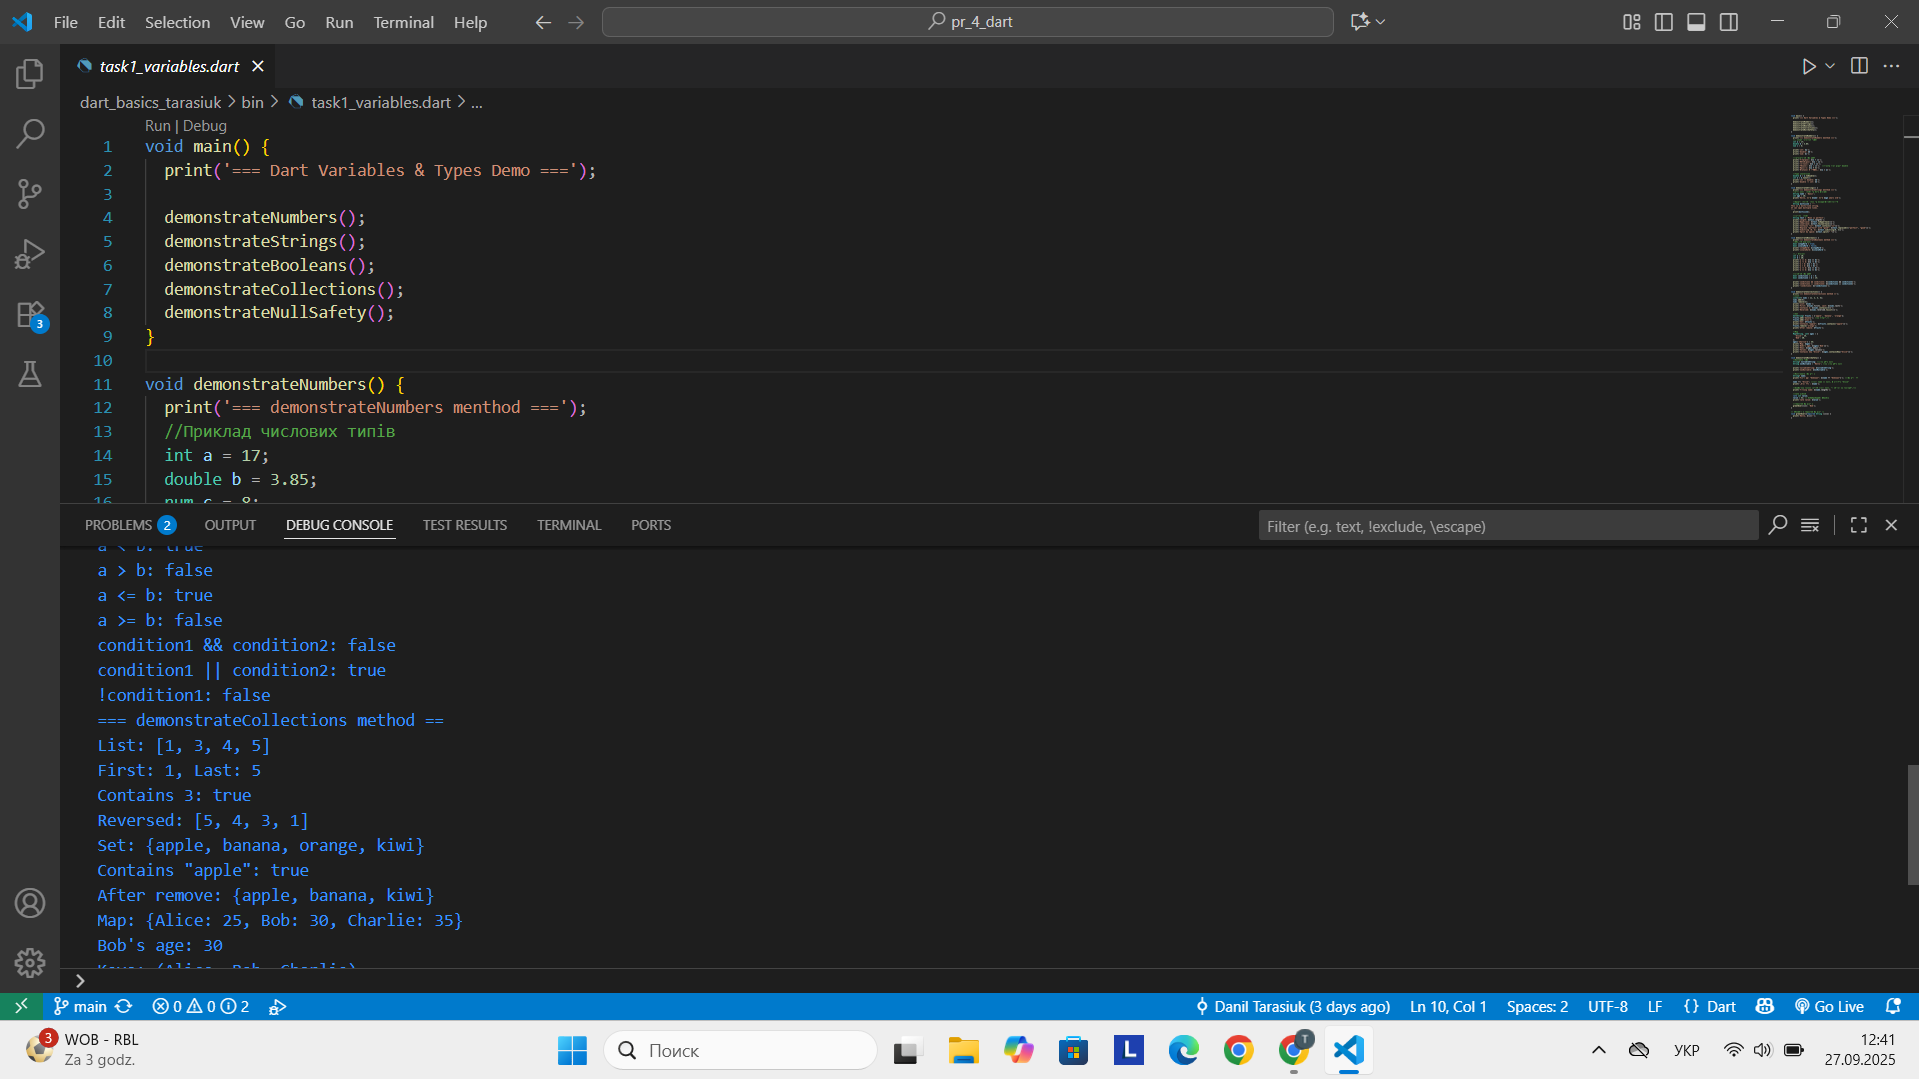 File Edit Selection View Go Run Terminal Help
pr_4_dart
task1_variables.dart
dart_basics_tarasiuk > bin > task1_variables.dart > ...
Run | Debug
1 void main() {
2 print('=== Dart Variables & Types Demo ===');
3
4 demonstrateNumbers();
5 demonstrateStrings();
6 demonstrateBooleans();
7 demonstrateCollections();
8 demonstrateNullSafety();
9 }
10
11 void demonstrateNumbers() {
12 print('=== demonstrateNumbers menthod ===');
13 //Приклад числових типів
14 int a = 17;
15 double b = 3.85;
16 num c = 8;
3
PROBLEMS 2 OUTPUT DEBUG CONSOLE TEST RESULTS TERMINAL PORTS
Filter (e.g. text, !exclude, \escape)
a < b: true
a > b: false
a <= b: true
a >= b: false
condition1 && condition2: false
condition1 || condition2: true
!condition1: false
=== demonstrateCollections method ==
List: [1, 3, 4, 5]
First: 1, Last: 5
Contains 3: true
Reversed: [5, 4, 3, 1]
Set: {apple, banana, orange, kiwi}
Contains "apple": true
After remove: {apple, banana, kiwi}
Map: {Alice: 25, Bob: 30, Charlie: 35}
Bob's age: 30
Keys: (Alice, Bob, Charlie)
main 0 0 2 Danil Tarasiuk (3 days ago) Ln 10, Col 1 Spaces: 2 UTF-8 LF {} Dart Go Live
3 WOB - RBL
Za 3 godz.
Поиск
L
T
УКР
12:41
27.09.2025